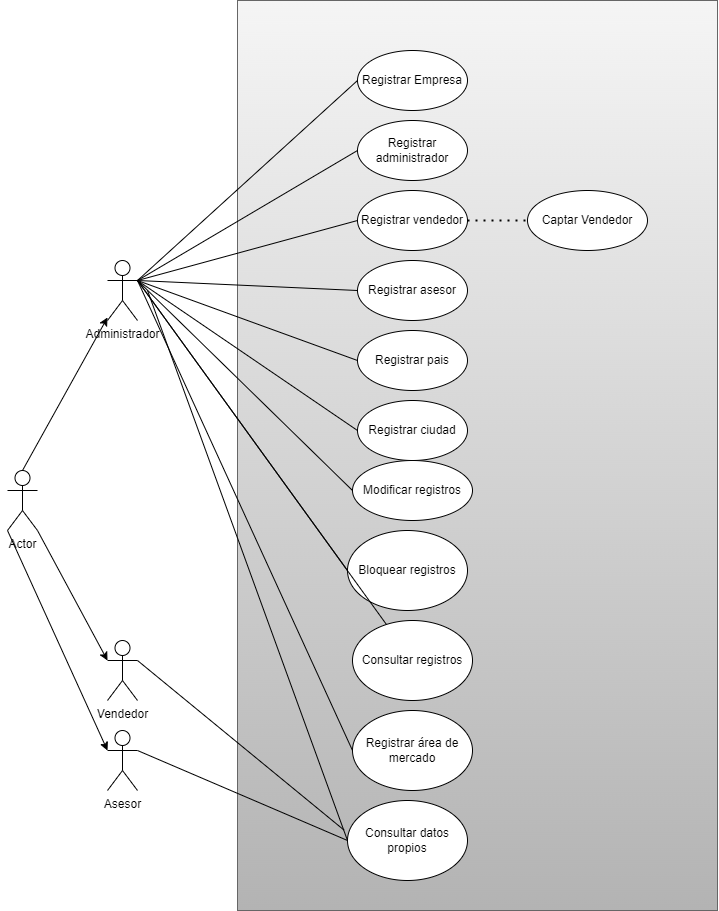 Registrar Empresa
Registrar
administrador
Registrar vendedor
Captar Vendedor
Registrar asesor
Administrador
Registrar pais
Registrar ciudad
Modificar registros
Actor
Bloquear registros
Consultar registros
Vendedor
Registrar área de
mercado
Asesor
Consultar datos
propios